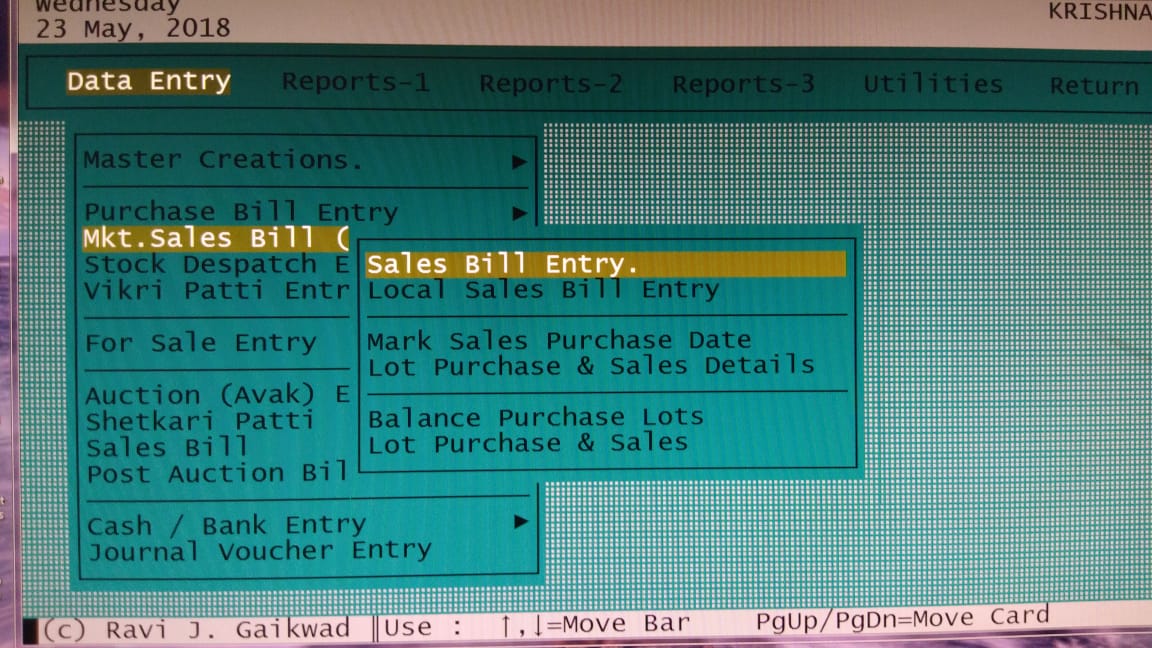 Wednesday
23 May, 2018
KRISHNA
Data Entry Reports-1 Reports-2 Reports-3 Utilities Return
Master Creations. ►
Purchase Bill Entry ►
Mkt.Sales Bill (
Stock Despatch E
Vikri Patti Entr
For Sale Entry
Auction (Avak) E
Shetkari Patti
Sales Bill
Post Auction Bil
Cash / Bank Entry ►
Journal Voucher Entry
Sales Bill Entry.
Local Sales Bill Entry
Mark Sales Purchase Date
Lot Purchase & Sales Details
Balance Purchase Lots
Lot Purchase & Sales
(c) Ravi J. Gaikwad ║Use : ↑,↓=Move Bar PgUp/PgDn=Move Card